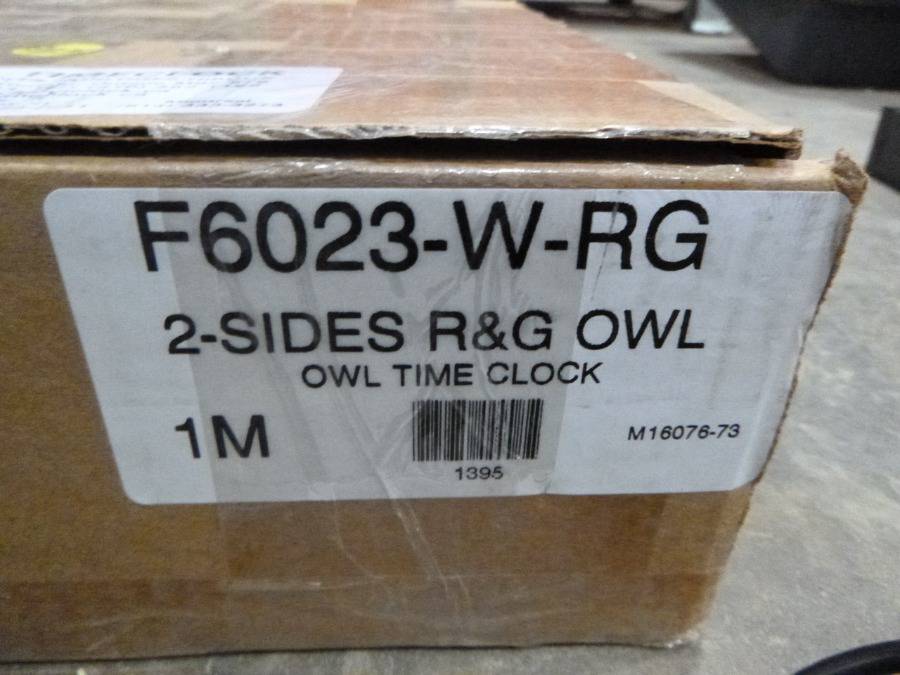 F6023-W-RG
2-SIDES R&G OWL
OWL TIME CLOCK
1M
M16076-73
1395